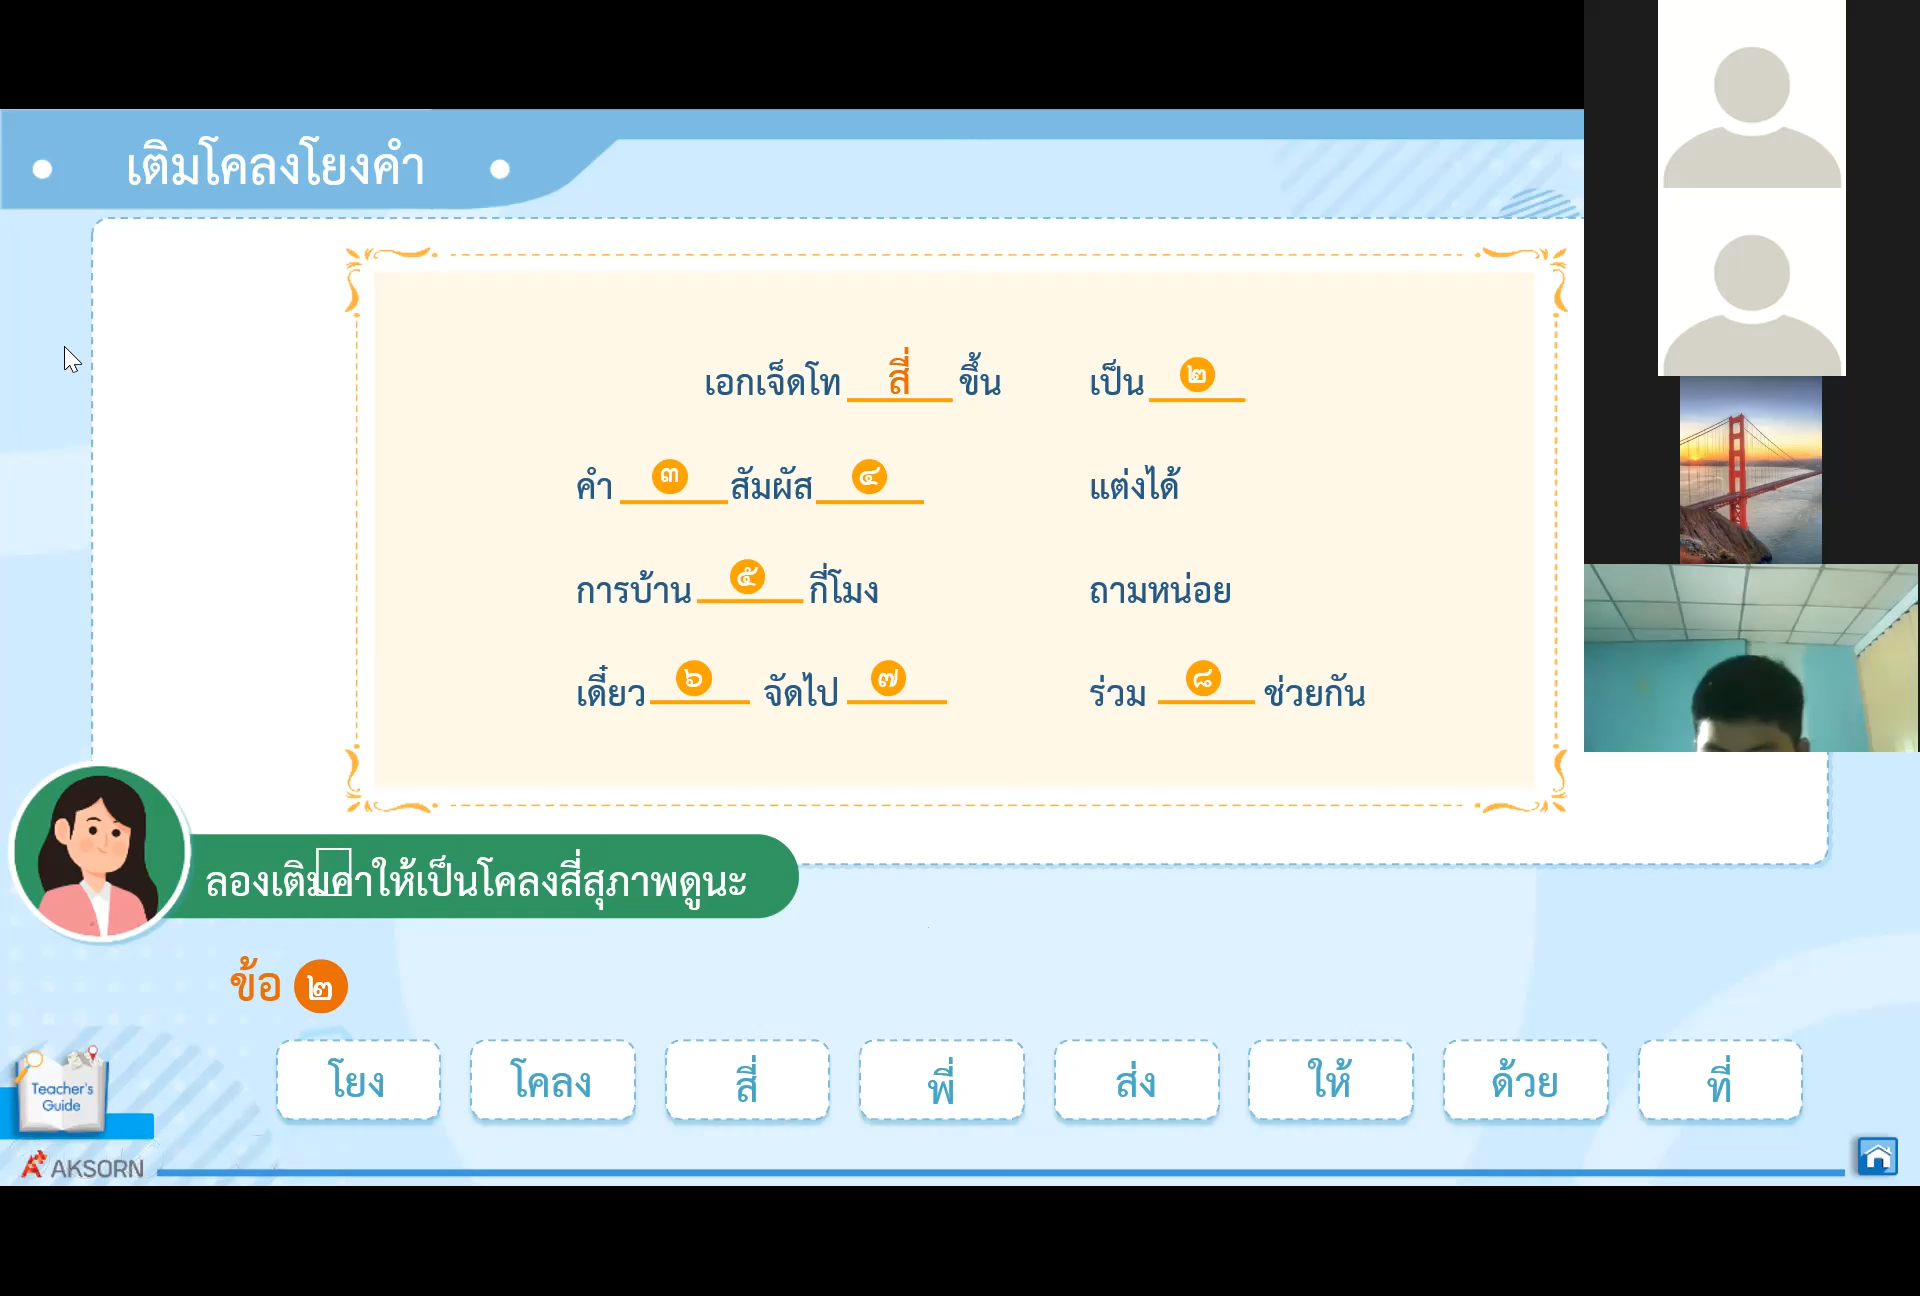 เติมโคลงโยงคำ
เอกเจ็ดโท สี่ ขึ้น เป็น ๒
คำ ๓ สัมผัส ๔ แต่งได้
การบ้าน ๕ กี่โมง ถามหน่อย
เดี๋ยว ๖ จัดไป ๗ ร่วม ๘ ช่วยกัน
ลองเติมคำให้เป็นโคลงสี่สุภาพดูนะ
ข้อ ๒
โยง โคลง สี่ พี่ ส่ง ให้ ด้วย ที่
Teacher's
Guide
AKSORN